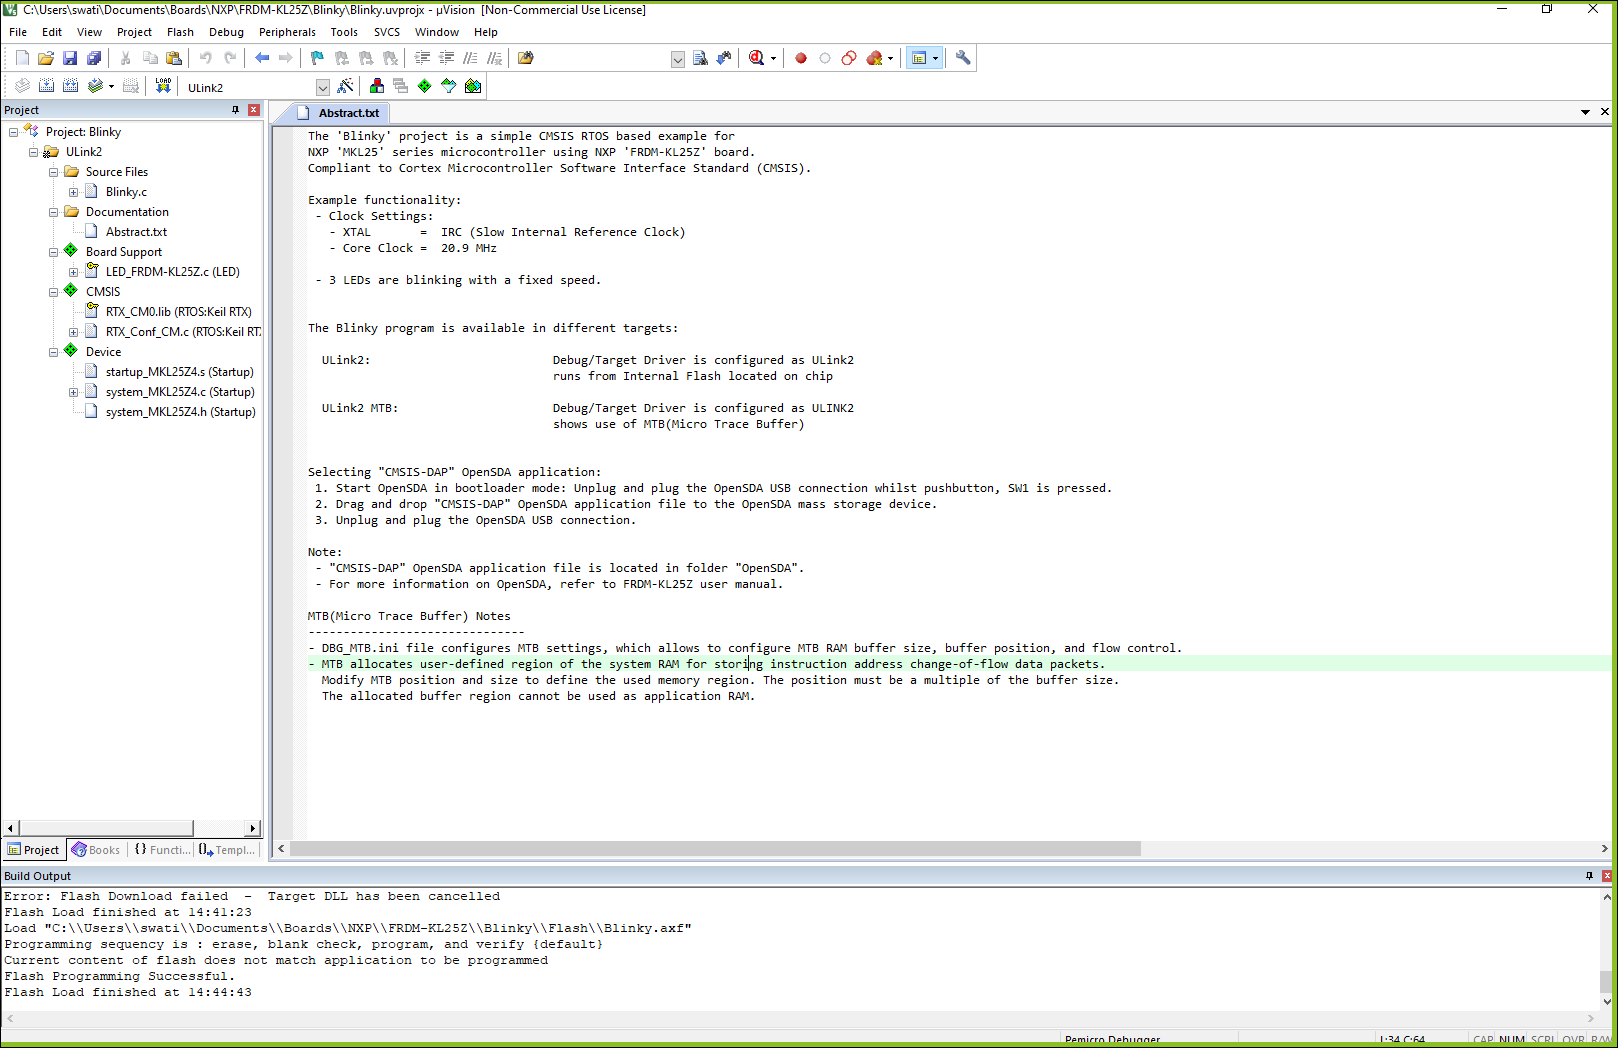 C:\Users\swati\Documents\Boards\NXP\FRDM-KL25Z\Blinky\Blinky.uvprojx - µVision  [Non-Commercial Use License]
File Edit View Project Flash Debug Peripherals Tools SVCS Window Help
LOAD
ULink2
Project
Project: Blinky
ULink2
Source Files
Blinky.c
Documentation
Abstract.txt
Board Support
LED_FRDM-KL25Z.c (LED)
CMSIS
RTX_CM0.lib (RTOS:Keil RTX)
RTX_Conf_CM.c (RTOS:Keil RTX
Device
startup_MKL25Z4.s (Startup)
system_MKL25Z4.c (Startup)
system_MKL25Z4.h (Startup)
Project Books {} Functi... Templ...
Abstract.txt
The 'Blinky' project is a simple CMSIS RTOS based example for
NXP 'MKL25' series microcontroller using NXP 'FRDM-KL25Z' board.
Compliant to Cortex Microcontroller Software Interface Standard (CMSIS).
Example functionality:
- Clock Settings:
- XTAL       =  IRC (Slow Internal Reference Clock)
- Core Clock =  20.9 MHz
- 3 LEDs are blinking with a fixed speed.
The Blinky program is available in different targets:
ULink2: Debug/Target Driver is configured as ULink2
runs from Internal Flash located on chip
ULink2 MTB: Debug/Target Driver is configured as ULINK2
shows use of MTB(Micro Trace Buffer)
Selecting "CMSIS-DAP" OpenSDA application:
1. Start OpenSDA in bootloader mode: Unplug and plug the OpenSDA USB connection whilst pushbutton, SW1 is pressed.
2. Drag and drop "CMSIS-DAP" OpenSDA application file to the OpenSDA mass storage device.
3. Unplug and plug the OpenSDA USB connection.
Note:
- "CMSIS-DAP" OpenSDA application file is located in folder "OpenSDA".
- For more information on OpenSDA, refer to FRDM-KL25Z user manual.
MTB(Micro Trace Buffer) Notes
-------------------------------
- DBG_MTB.ini file configures MTB settings, which allows to configure MTB RAM buffer size, buffer position, and flow control.
- MTB allocates user-defined region of the system RAM for storing instruction address change-of-flow data packets.
Modify MTB position and size to define the used memory region. The position must be a multiple of the buffer size.
The allocated buffer region cannot be used as application RAM.
Build Output
Error: Flash Download failed  -  Target DLL has been cancelled
Flash Load finished at 14:41:23
Load "C:\\Users\\swati\\Documents\\Boards\\NXP\\FRDM-KL25Z\\Blinky\\Flash\\Blinky.axf"
Programming sequency is : erase, blank check, program, and verify {default}
Current content of flash does not match application to be programmed
Flash Programming Successful.
Flash Load finished at 14:44:43
Pemicro Debugger L:34 C:64 CAP NUM SCRL OVR R/W